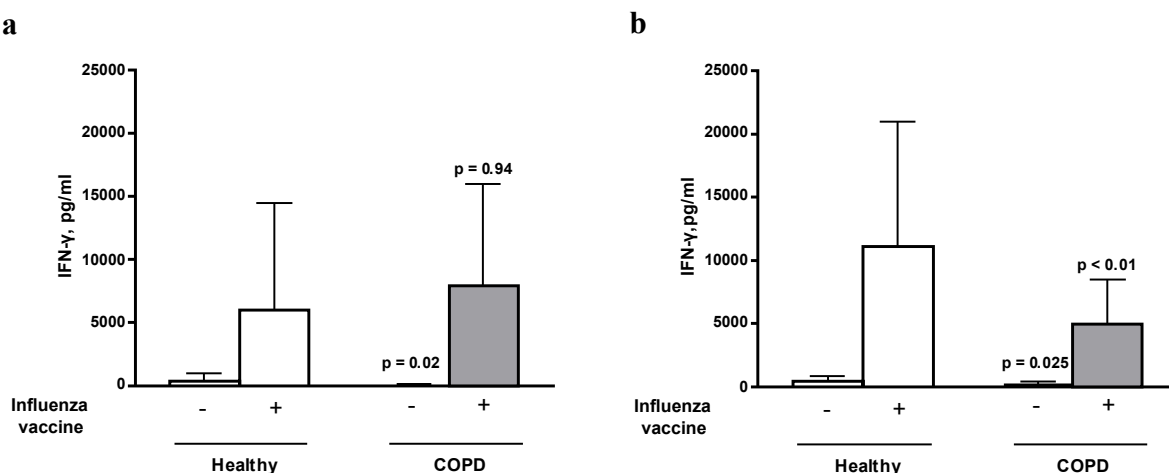 a
25000
20000
15000
10000
5000
0
IFN-γ, pg/ml
p = 0.02
p = 0.94
Influenza
vaccine
- + - +
Healthy COPD
b
25000
20000
15000
10000
5000
0
IFN-γ,pg/ml
p = 0.025
p < 0.01
Influenza
vaccine
- + - +
Healthy COPD